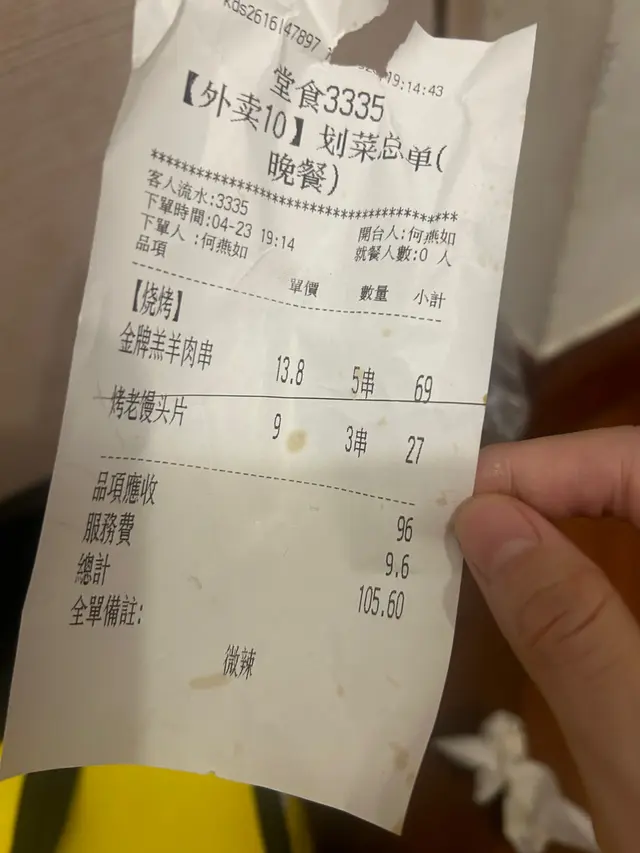 kds2616147897
19:14:43
堂食3335
【外卖10】划菜总单(
晚餐)
****************************************
客人流水:3335 開台人:何燕如
下單時間:04-23 19:14 就餐人數:0 人
下單人 :何燕如
品項 單價 數量 小計
【烧烤】
金牌羔羊肉串 13.8 5串 69
烤老馒头片 9 3串 27
品項應收 96
服務費 9.6
總計 105.60
全單備註:
微辣